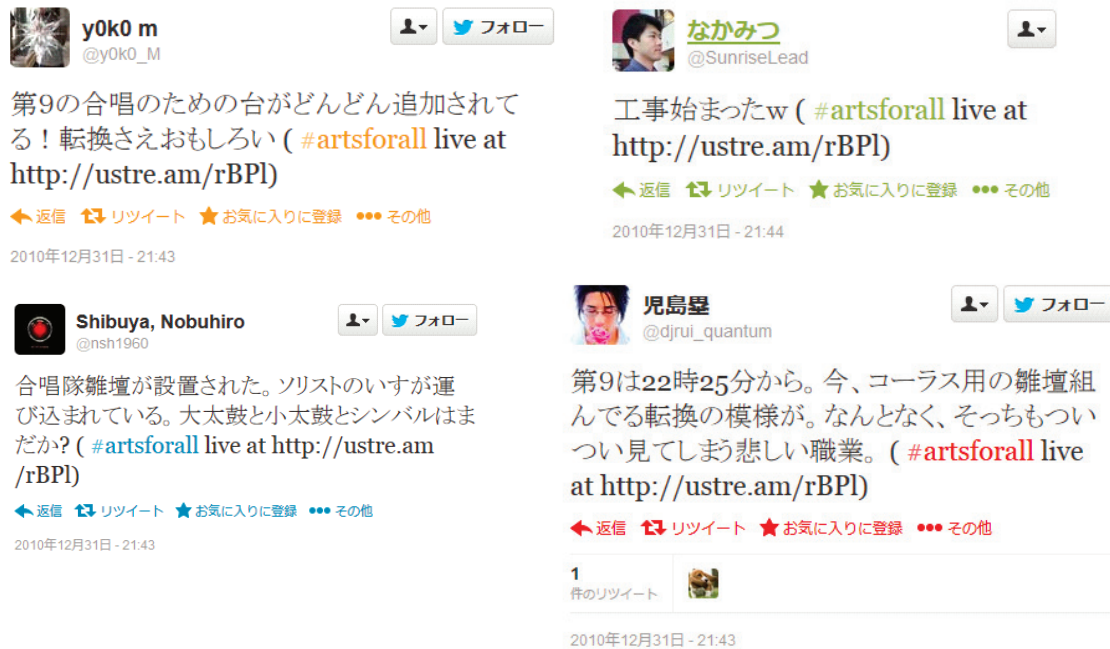 y0k0 m
@y0k0_M
フォロー
第9の合唱のための台がどんどん追加されて
る！転換さえおもしろい ( #artsforall live at
http://ustre.am/rBPl)
返信 リツイート お気に入りに登録 その他
2010年12月31日 - 21:43
なかみつ
@SunriseLead
工事始まったw ( #artsforall live at
http://ustre.am/rBPl)
返信 リツイート お気に入りに登録 その他
2010年12月31日 - 21:44
Shibuya, Nobuhiro
@nsh1960
フォロー
合唱隊雛壇が設置された。ソリストのいすが運
び込まれている。大太鼓と小太鼓とシンバルはま
だか? ( #artsforall live at http://ustre.am
/rBPl)
返信 リツイート お気に入りに登録 その他
2010年12月31日 - 21:43
児島塁
@djrui_quantum
フォロー
第9は22時25分から。今、コーラス用の雛壇組
んでる転換の模様が。なんとなく、そっちもつい
つい見てしまう悲しい職業。 ( #artsforall live
at http://ustre.am/rBPl)
返信 リツイート お気に入りに登録 その他
1
件のリツイート
2010年12月31日 - 21:43